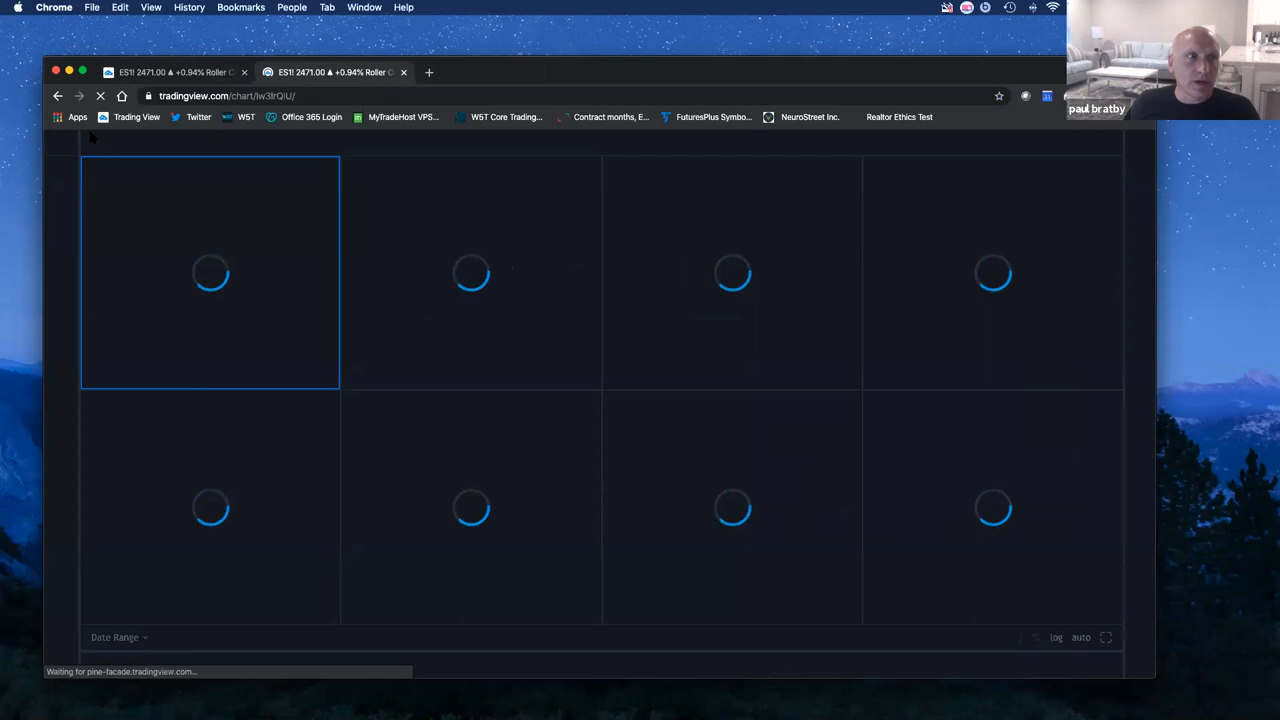 Chrome File Edit View History Bookmarks People Tab Window Help
ES1! 2471.00 ▲ +0.94% Roller C ES1! 2471.00 ▲ +0.94% Roller C
tradingview.com/chart/
Apps Trading View Twitter W5T Office 365 Login MyTradeHost VPS... W5T Core Trading... Contract months, E... FuturesPlus Symbo... NeuroStreet Inc. Realtor Ethics Test
paul bratby
Date Range log auto
Waiting for pine-facade.tradingview.com...